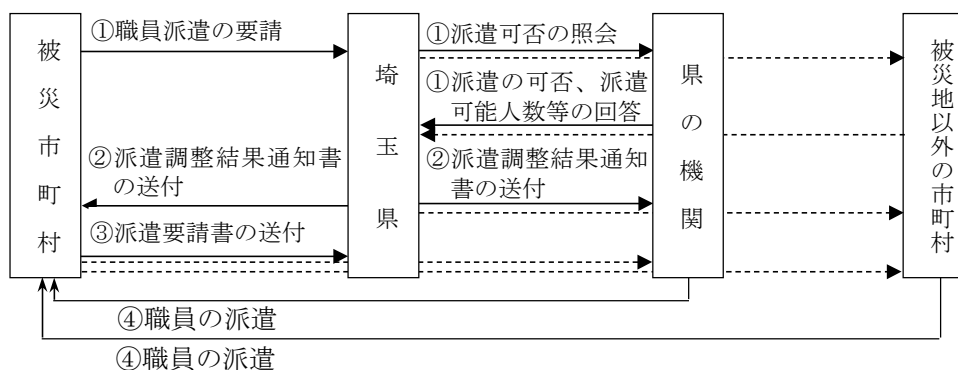 被災市町村
①職員派遣の要請
②派遣調整結果通知書
の送付
③派遣要請書の送付
埼玉県
①派遣可否の照会
①派遣の可否、派遣
可能人数等の回答
②派遣調整結果通知
書の送付
県の機関
被災地以外の市町村
④職員の派遣
④職員の派遣